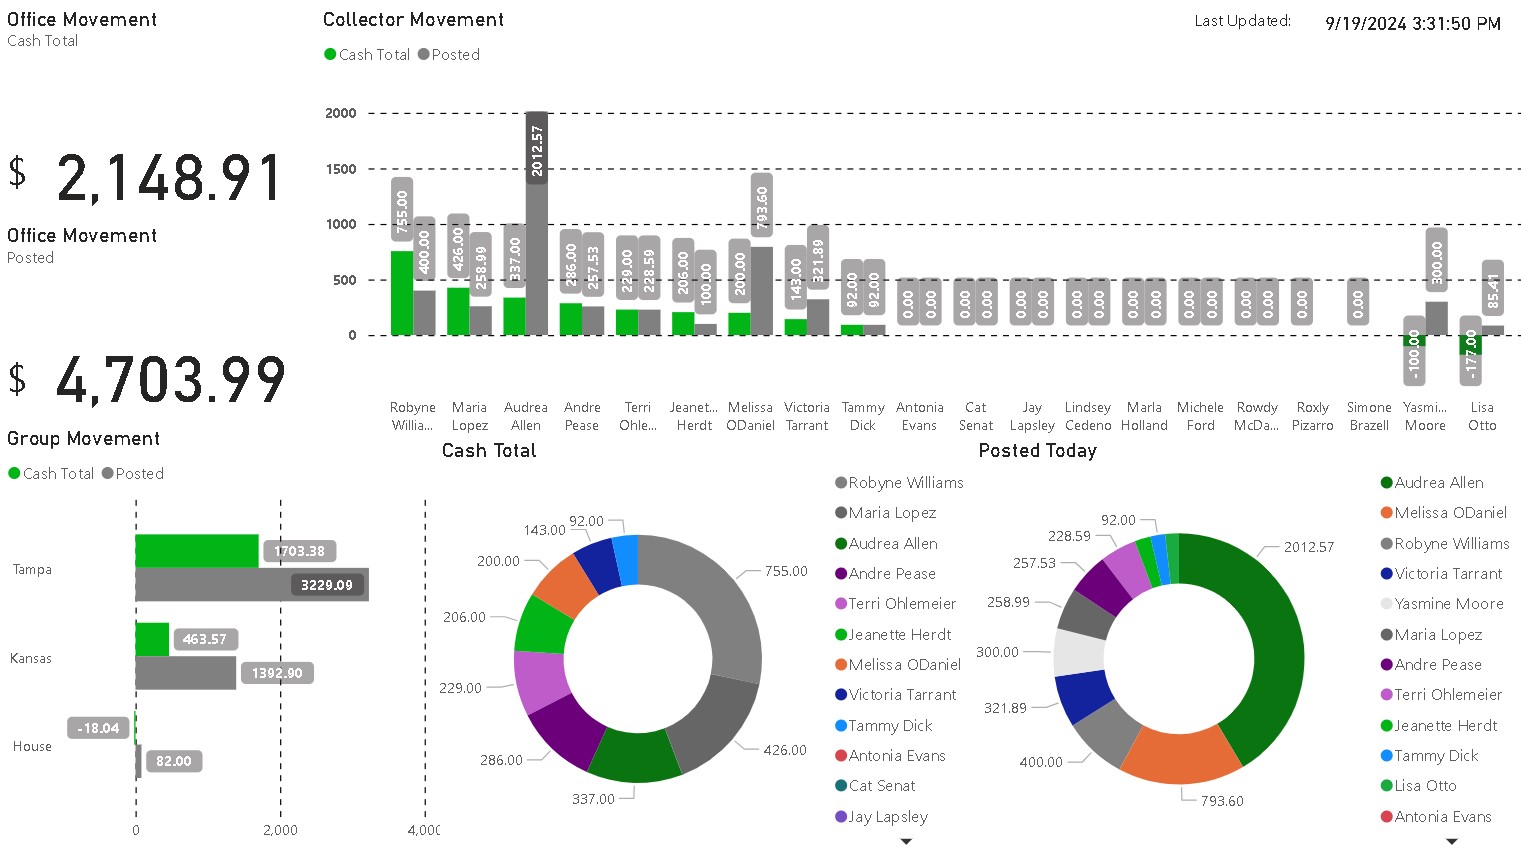 Office Movement
Cash Total
$ 2,148.91
Office Movement
Posted
$ 4,703.99
Collector Movement
Cash Total Posted
Last Updated: 9/19/2024 3:31:50 PM
2000
1500
1000
500
0
755.00 400.00 426.00 258.99 337.00 2012.57 286.00 257.53 229.00 228.59 206.00 100.00 200.00 793.60 143.00 321.89 92.00 92.00 0.00 0.00 0.00 0.00 0.00 0.00 0.00 0.00 0.00 0.00 0.00 0.00 0.00 0.00 0.00 0.00 -100.00 300.00 -177.00 85.41
Robyne Maria Audrea Andre Terri Jeanet... Melissa Victoria Tammy Antonia Cat Jay Lindsey Marla Michele Rowdy Roxly Simone Yasmi... Lisa
Willia... Lopez Allen Pease Ohle... Herdt ODaniel Tarrant Dick Evans Senat Lapsley Cedeno Holland Ford McDa... Pizarro Brazell Moore Otto
Group Movement
Cash Total Posted
Tampa
1703.38
3229.09
Kansas
463.57
1392.90
House
-18.04
82.00
0 2,000 4,000
Cash Total
92.00
143.00
200.00
206.00
229.00
286.00
337.00
426.00
755.00
Robyne Williams
Maria Lopez
Audrea Allen
Andre Pease
Terri Ohlemeier
Jeanette Herdt
Melissa ODaniel
Victoria Tarrant
Tammy Dick
Antonia Evans
Cat Senat
Jay Lapsley
Posted Today
92.00
228.59
257.53
258.99
300.00
321.89
400.00
793.60
2012.57
Audrea Allen
Melissa ODaniel
Robyne Williams
Victoria Tarrant
Yasmine Moore
Maria Lopez
Andre Pease
Terri Ohlemeier
Jeanette Herdt
Tammy Dick
Lisa Otto
Antonia Evans